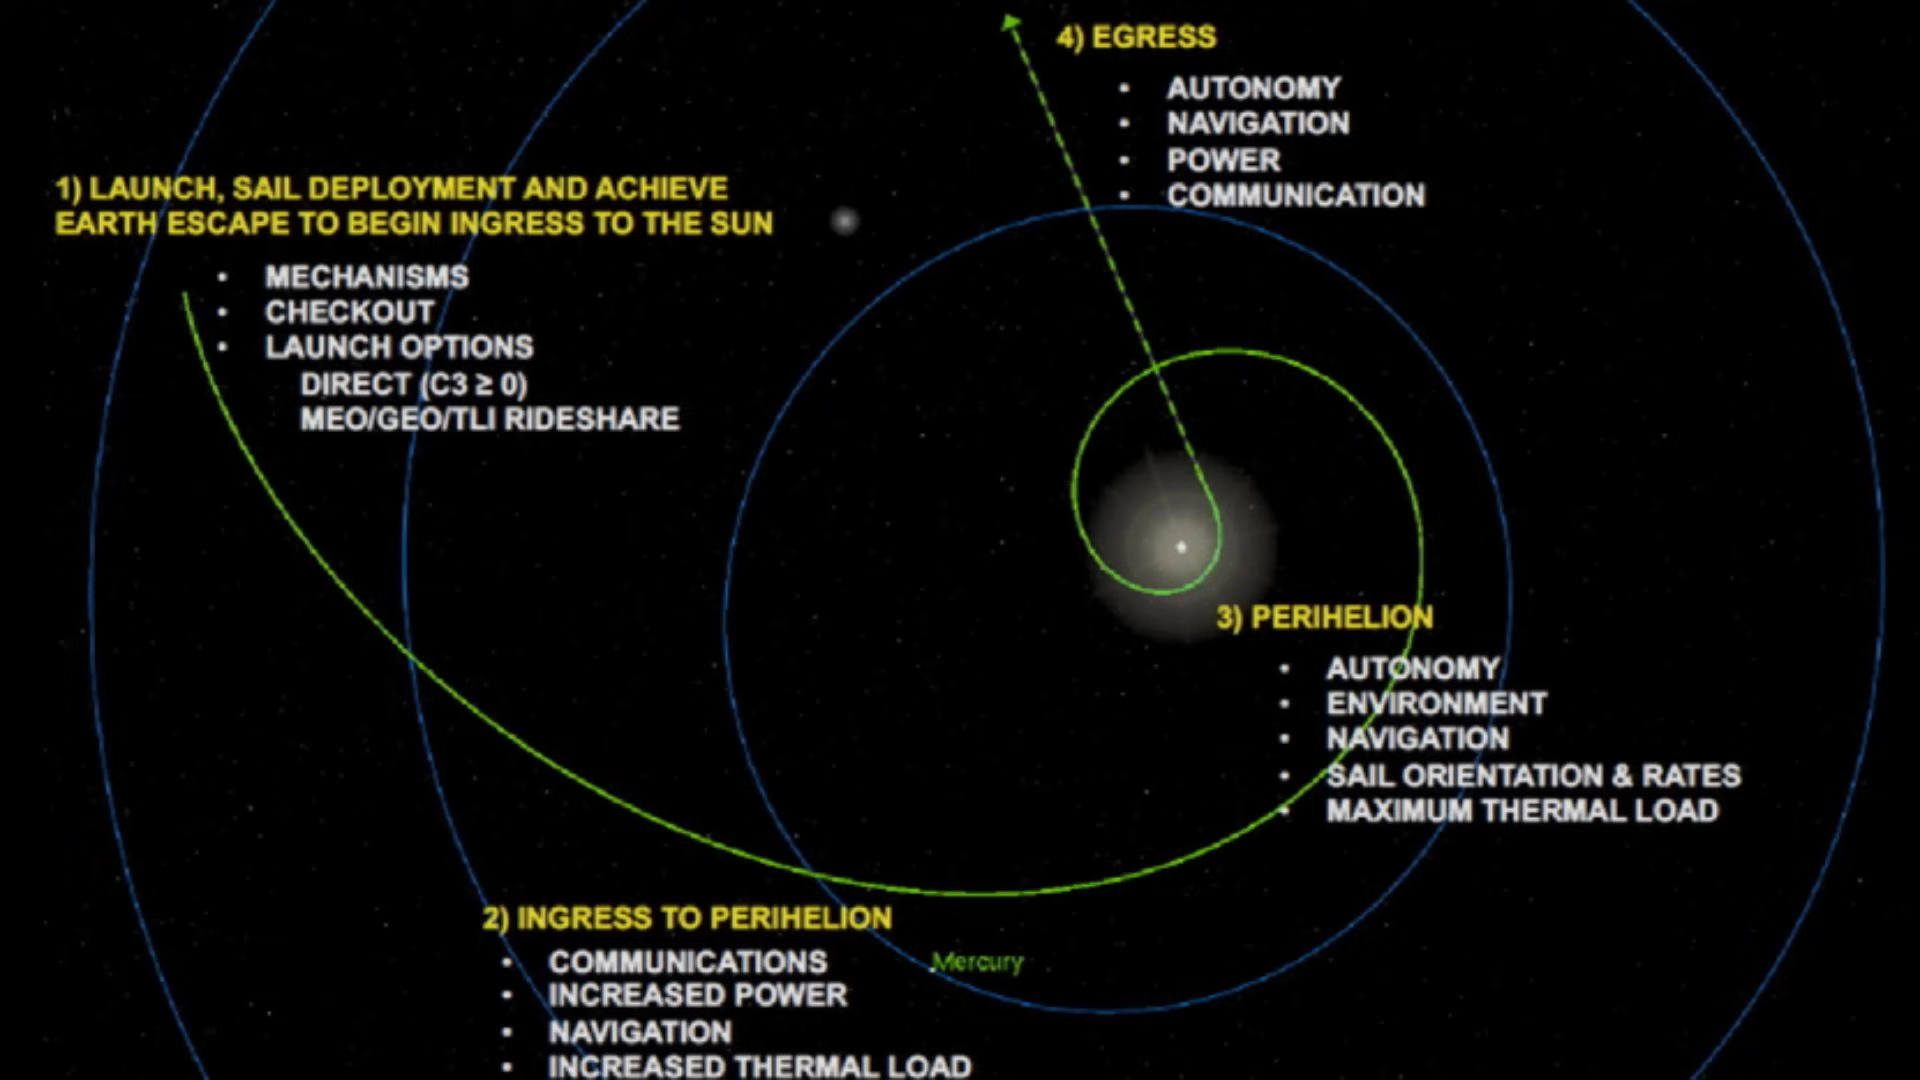 4) EGRESS
• AUTONOMY
• NAVIGATION
• POWER
• COMMUNICATION
1) LAUNCH, SAIL DEPLOYMENT AND ACHIEVE
EARTH ESCAPE TO BEGIN INGRESS TO THE SUN
• MECHANISMS
• CHECKOUT
• LAUNCH OPTIONS
DIRECT (C3 ≥ 0)
MEO/GEO/TLI RIDESHARE
3) PERIHELION
• AUTONOMY
• ENVIRONMENT
• NAVIGATION
• SAIL ORIENTATION & RATES
• MAXIMUM THERMAL LOAD
2) INGRESS TO PERIHELION
• COMMUNICATIONS
• INCREASED POWER
• NAVIGATION
• INCREASED THERMAL LOAD
Mercury